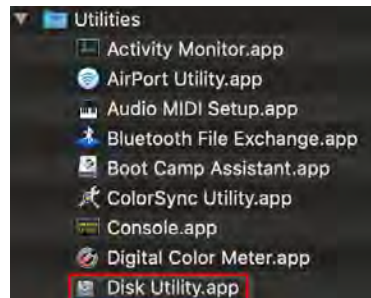 Utilities
Activity Monitor.app
AirPort Utility.app
Audio MIDI Setup.app
Bluetooth File Exchange.app
Boot Camp Assistant.app
ColorSync Utility.app
Console.app
Digital Color Meter.app
Disk Utility.app